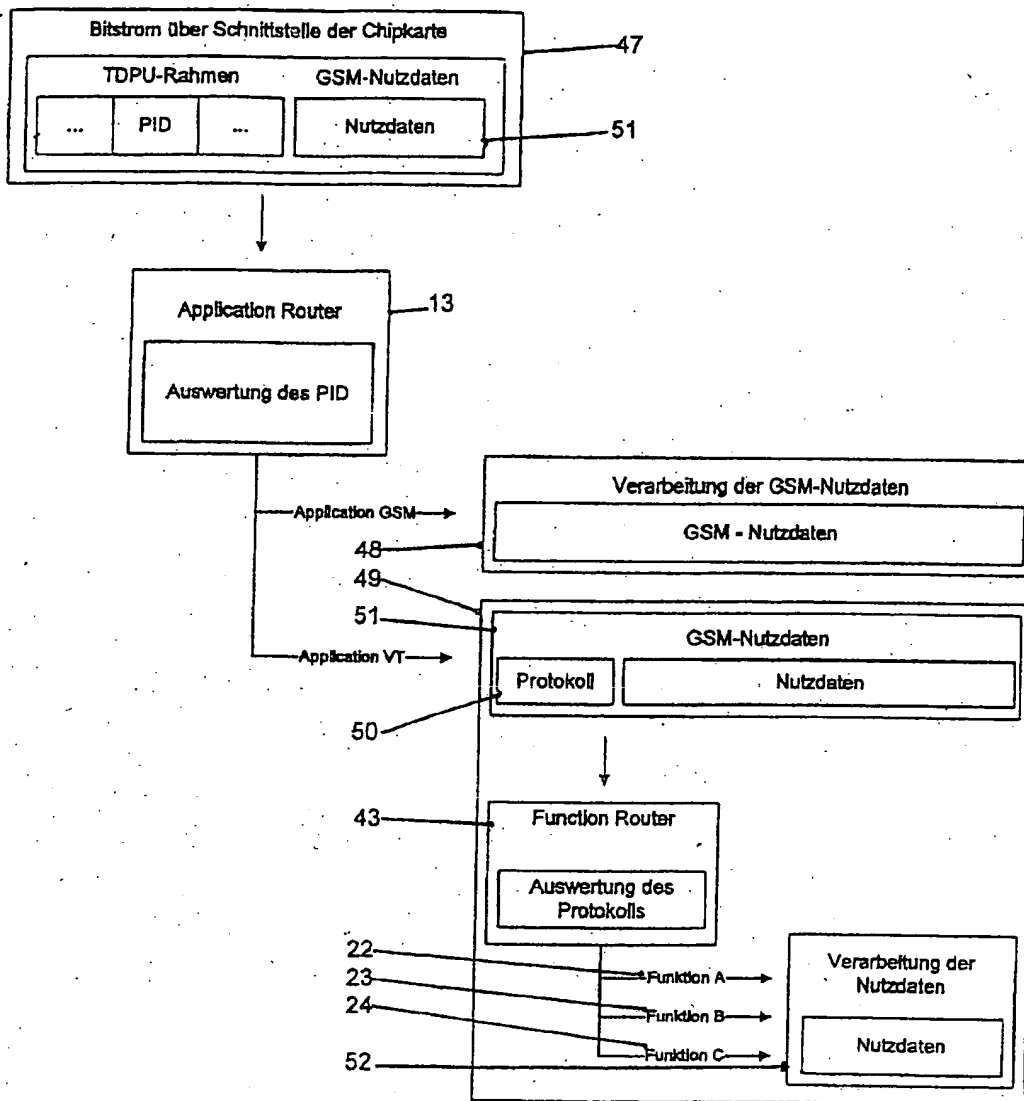 Bitstrom über Schnittstelle der Chipkarte
47
TDPU-Rahmen GSM-Nutzdaten
... PID ... Nutzdaten
51
Application Router
13
Auswertung des PID
Verarbeitung der GSM-Nutzdaten
Application GSM
GSM - Nutzdaten
48
49
51
GSM-Nutzdaten
Application VT
Protokoll Nutzdaten
50
43
Function Router
Auswertung des
Protokolls
22
Funktion A
23
Funktion B
24
Funktion C
52
Verarbeitung der
Nutzdaten
Nutzdaten